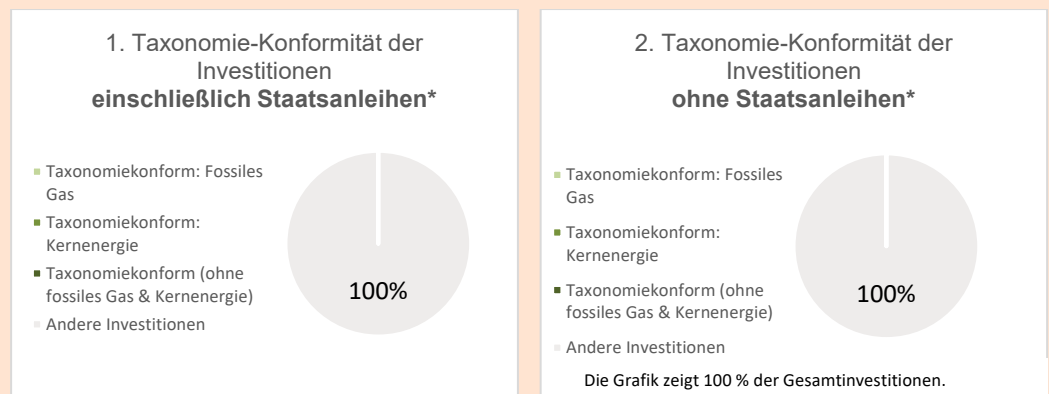 1. Taxonomie-Konformität der
Investitionen
einschließlich Staatsanleihen*
Taxonomiekonform: Fossiles
Gas
Taxonomiekonform:
Kernenergie
Taxonomiekonform (ohne
fossiles Gas & Kernenergie)
Andere Investitionen
100%
2. Taxonomie-Konformität der
Investitionen
ohne Staatsanleihen*
Taxonomiekonform: Fossiles
Gas
Taxonomiekonform:
Kernenergie
Taxonomiekonform (ohne
fossiles Gas & Kernenergie)
Andere Investitionen
100%
Die Grafik zeigt 100 % der Gesamtinvestitionen.